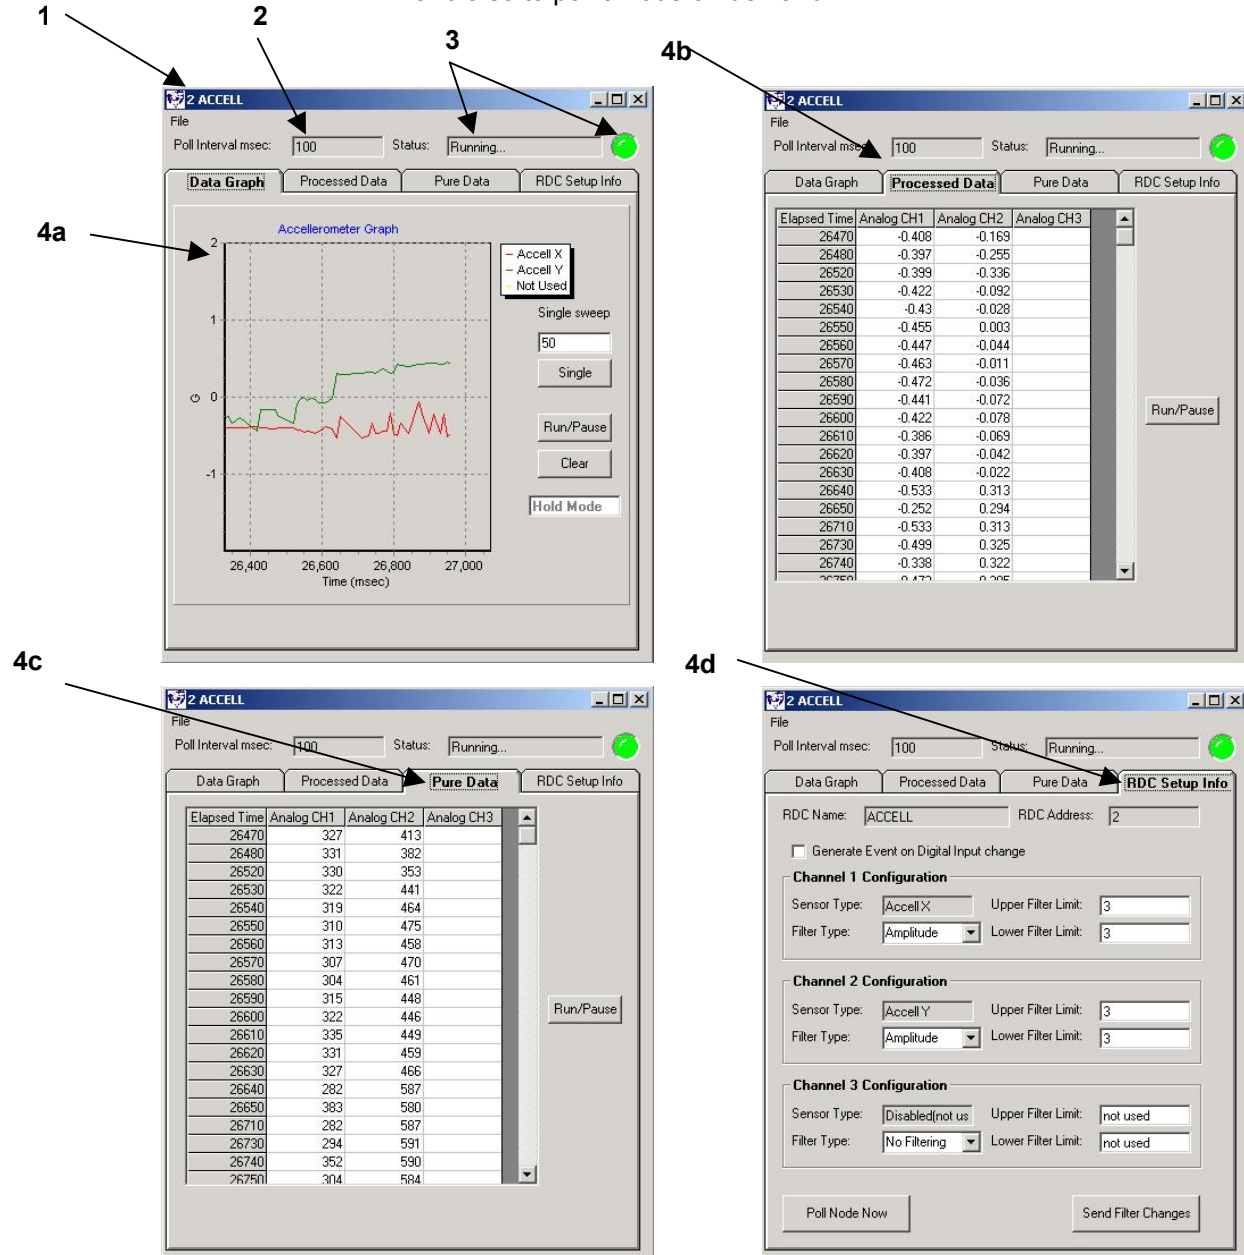 1
2
3
4b
2 ACCELL
File
Poll Interval msec: 100 Status: Running...
Data Graph Processed Data Pure Data RDC Setup Info
4a
Accellerometer Graph
Accell X
Accell Y
Not Used
2
1
0
-1
G
26,400 26,600 26,800 27,000
Time (msec)
Single sweep
50
Single
Run/Pause
Clear
Hold Mode
2 ACCELL
File
Poll Interval msec: 100 Status: Running...
Data Graph Processed Data Pure Data RDC Setup Info
Elapsed Time Analog CH1 Analog CH2 Analog CH3
26470 -0.408 -0.169
26480 -0.397 -0.255
26520 -0.399 -0.336
26530 -0.422 -0.092
26540 -0.43 -0.028
26550 -0.455 0.003
26560 -0.447 -0.044
26570 -0.463 -0.011
26580 -0.472 -0.036
26590 -0.441 -0.072
26600 -0.422 -0.078
26610 -0.386 -0.069
26620 -0.397 -0.042
26630 -0.408 -0.022
26640 -0.533 0.313
26650 -0.252 0.294
26710 -0.533 0.313
26730 -0.499 0.325
26740 -0.338 0.322
Run/Pause
4c
4d
2 ACCELL
File
Poll Interval msec: 100 Status: Running...
Data Graph Processed Data Pure Data RDC Setup Info
Elapsed Time Analog CH1 Analog CH2 Analog CH3
26470 327 413
26480 331 382
26520 330 353
26530 322 441
26540 319 464
26550 310 475
26560 313 458
26570 307 470
26580 304 461
26590 315 448
26600 322 446
26610 335 449
26620 331 459
26630 327 466
26640 282 587
26650 383 580
26710 282 587
26730 294 591
26740 352 590
26750 304 584
Run/Pause
2 ACCELL
File
Poll Interval msec: 100 Status: Running...
Data Graph Processed Data Pure Data RDC Setup Info
RDC Name: ACCELL RDC Address: 2
Generate Event on Digital Input change
Channel 1 Configuration
Sensor Type: Accell X Upper Filter Limit: 3
Filter Type: Amplitude Lower Filter Limit: 3
Channel 2 Configuration
Sensor Type: Accell Y Upper Filter Limit: 3
Filter Type: Amplitude Lower Filter Limit: 3
Channel 3 Configuration
Sensor Type: Disabled(not us Upper Filter Limit: not used
Filter Type: No Filtering Lower Filter Limit: not used
Poll Node Now Send Filter Changes